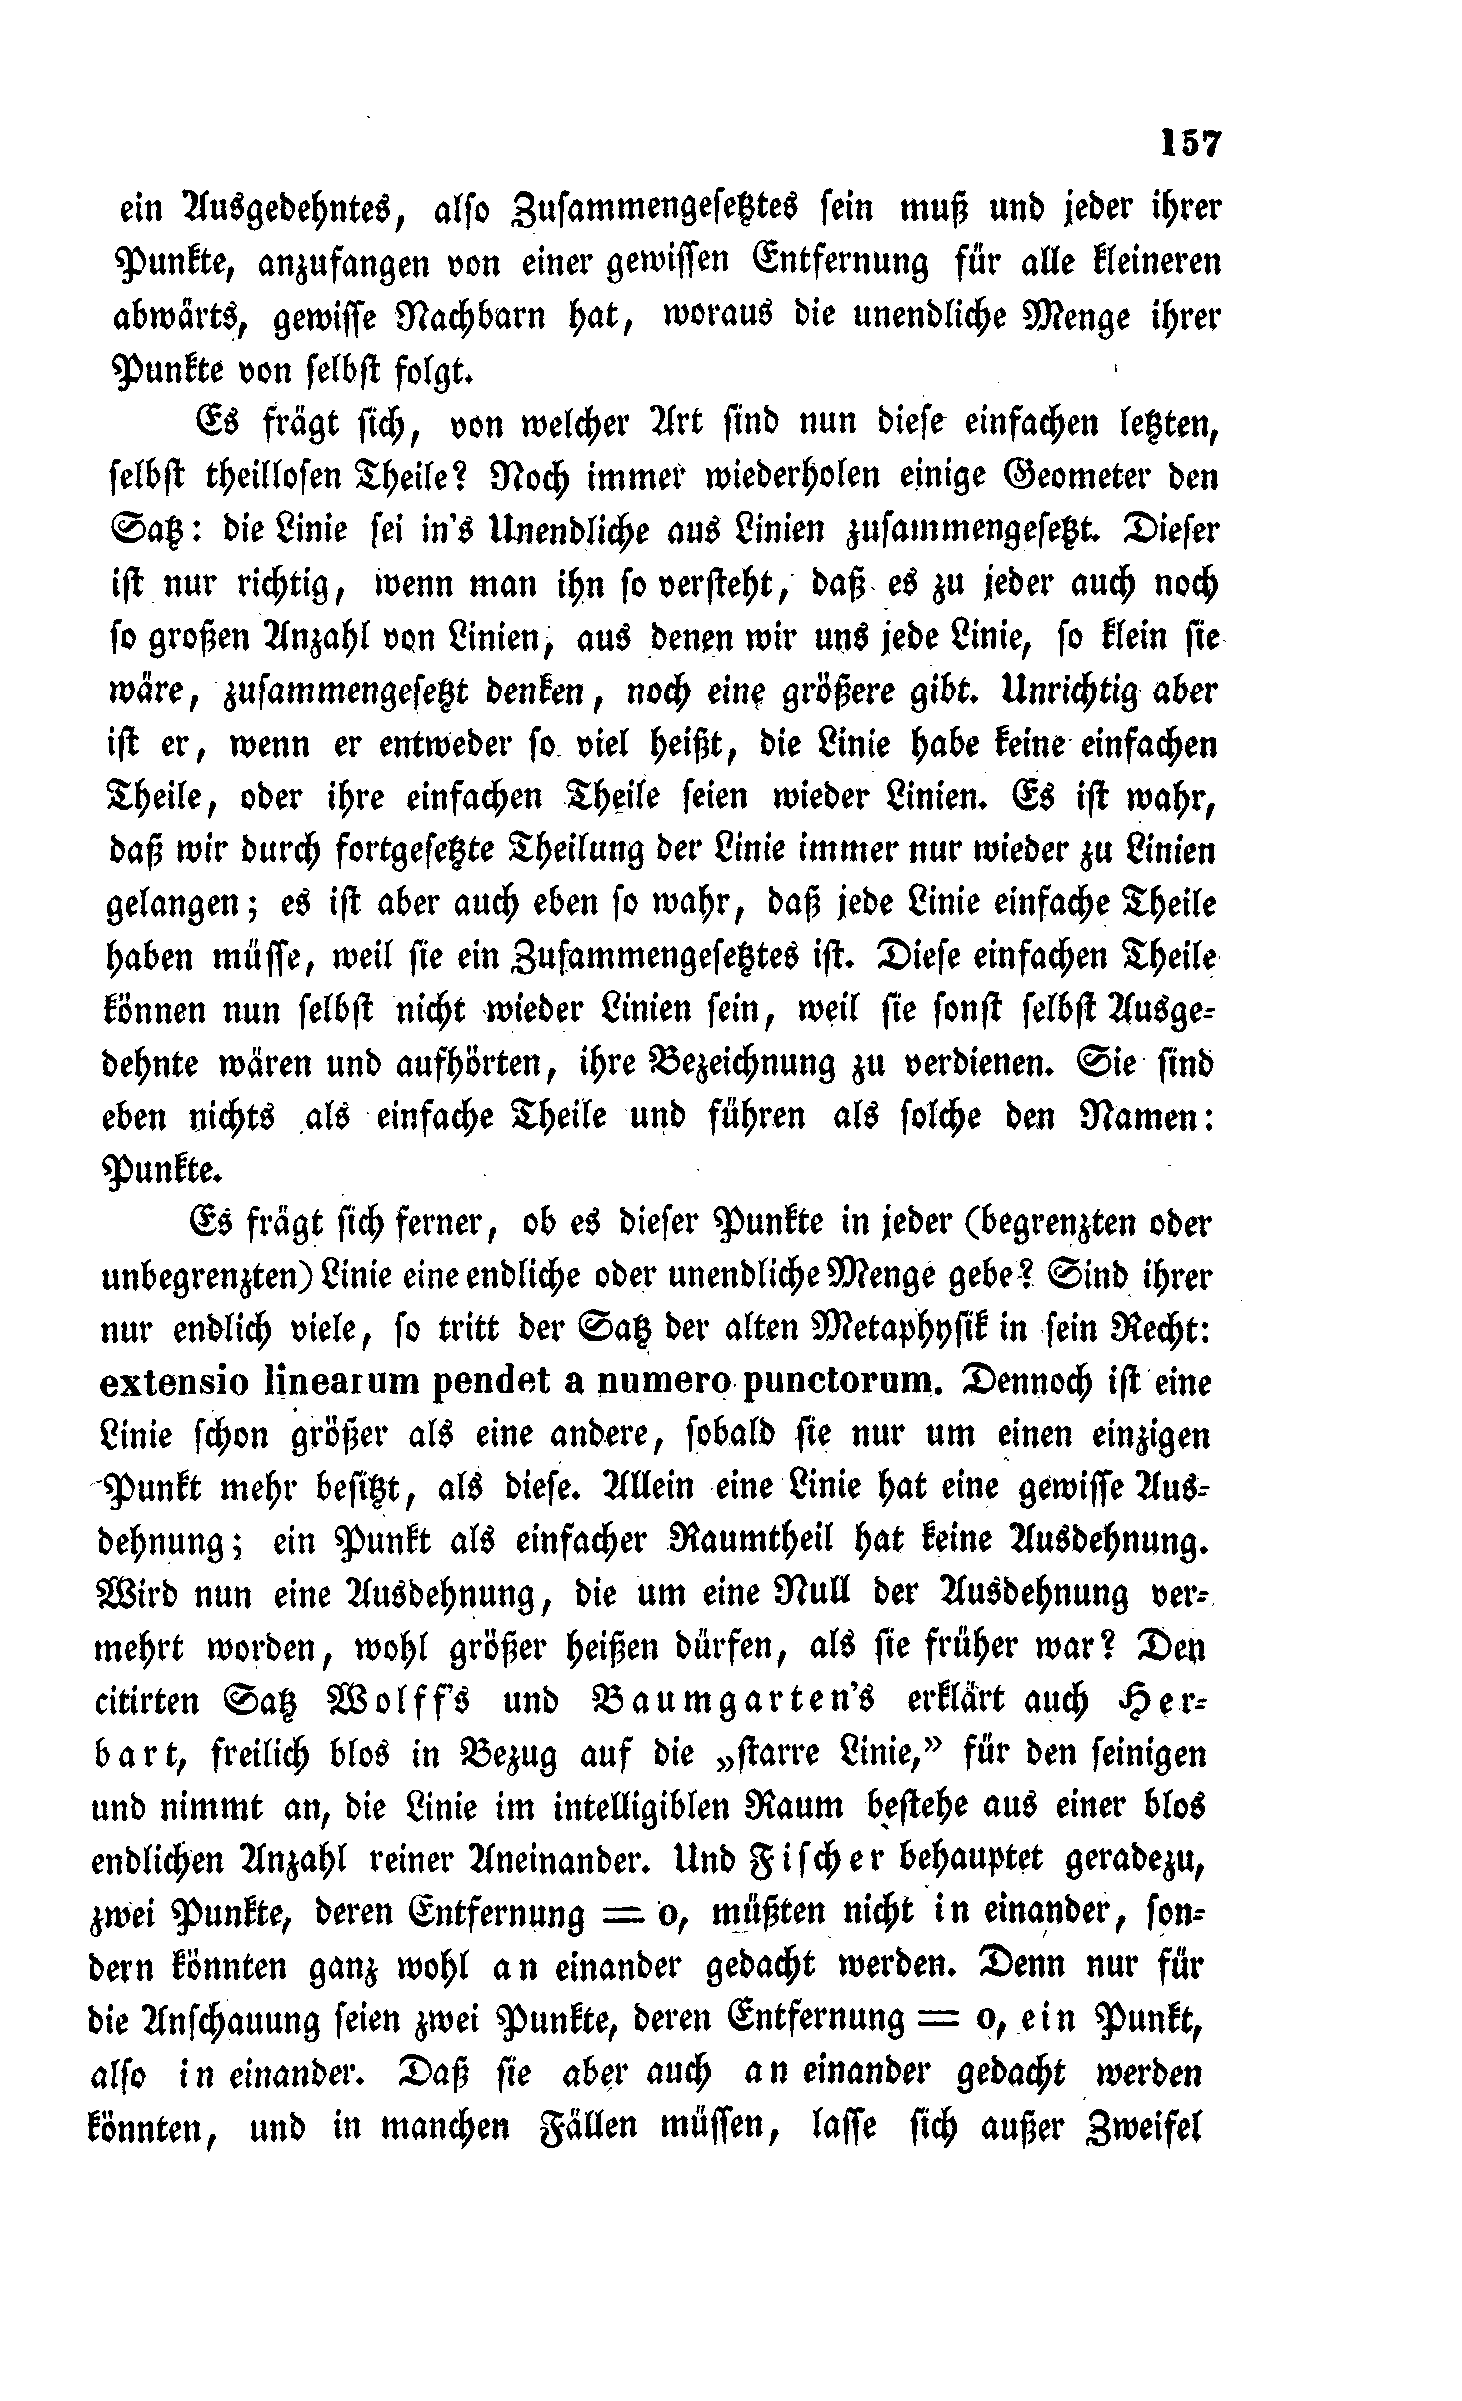 157
ein Ausgedehntes, also Zusammengesetztes sein muß und jeder ihrer
Punkte, anzufangen von einer gewissen Entfernung für alle kleineren
abwärts, gewisse Nachbarn hat, woraus die unendliche Menge ihrer
Punkte von selbst folgt.
Es frägt sich, von welcher Art sind nun diese einfachen letzten,
selbst theillosen Theile? Noch immer wiederholen einige Geometer den
Satz: die Linie sei in's Unendliche aus Linien zusammengesetzt. Dieser
ist nur richtig, wenn man ihn so versteht, daß es zu jeder auch noch
so großen Anzahl von Linien, aus denen wir uns jede Linie, so klein sie
wäre, zusammengesetzt denken, noch eine größere gibt. Unrichtig aber
ist er, wenn er entweder so viel heißt, die Linie habe keine einfachen
Theile, oder ihre einfachen Theile seien wieder Linien. Es ist wahr,
daß wir durch fortgesetzte Theilung der Linie immer nur wieder zu Linien
gelangen; es ist aber auch eben so wahr, daß jede Linie einfache Theile
haben müsse, weil sie ein Zusammengesetztes ist. Diese einfachen Theile
können nun selbst nicht wieder Linien sein, weil sie sonst selbst Ausge-
dehnte wären und aufhörten, ihre Bezeichnung zu verdienen. Sie sind
eben nichts als einfache Theile und führen als solche den Namen:
Punkte.
Es frägt sich ferner, ob es dieser Punkte in jeder (begrenzten oder
unbegrenzten) Linie eine endliche oder unendliche Menge gebe? Sind ihrer
nur endlich viele, so tritt der Satz der alten Metaphysik in sein Recht:
extensio linearum pendet a numero punctorum. Dennoch ist eine
Linie schon größer als eine andere, sobald sie nur um einen einzigen
Punkt mehr besitzt, als diese. Allein eine Linie hat eine gewisse Aus-
dehnung; ein Punkt als einfacher Raumtheil hat keine Ausdehnung.
Wird nun eine Ausdehnung, die um eine Null der Ausdehnung ver-
mehrt worden, wohl größer heißen dürfen, als sie früher war? Den
citirten Satz Wolff's und Baumgarten's erklärt auch Her-
bart, freilich blos in Bezug auf die „starre Linie,” für den seinigen
und nimmt an, die Linie im intelligiblen Raum bestehe aus einer blos
endlichen Anzahl reiner Aneinander. Und Fischer behauptet geradezu,
zwei Punkte, deren Entfernung = o, müßten nicht in einander, son-
dern könnten ganz wohl an einander gedacht werden. Denn nur für
die Anschauung seien zwei Punkte, deren Entfernung = o, ein Punkt,
also in einander. Daß sie aber auch an einander gedacht werden
könnten, und in manchen Fällen müssen, lasse sich außer Zweifel